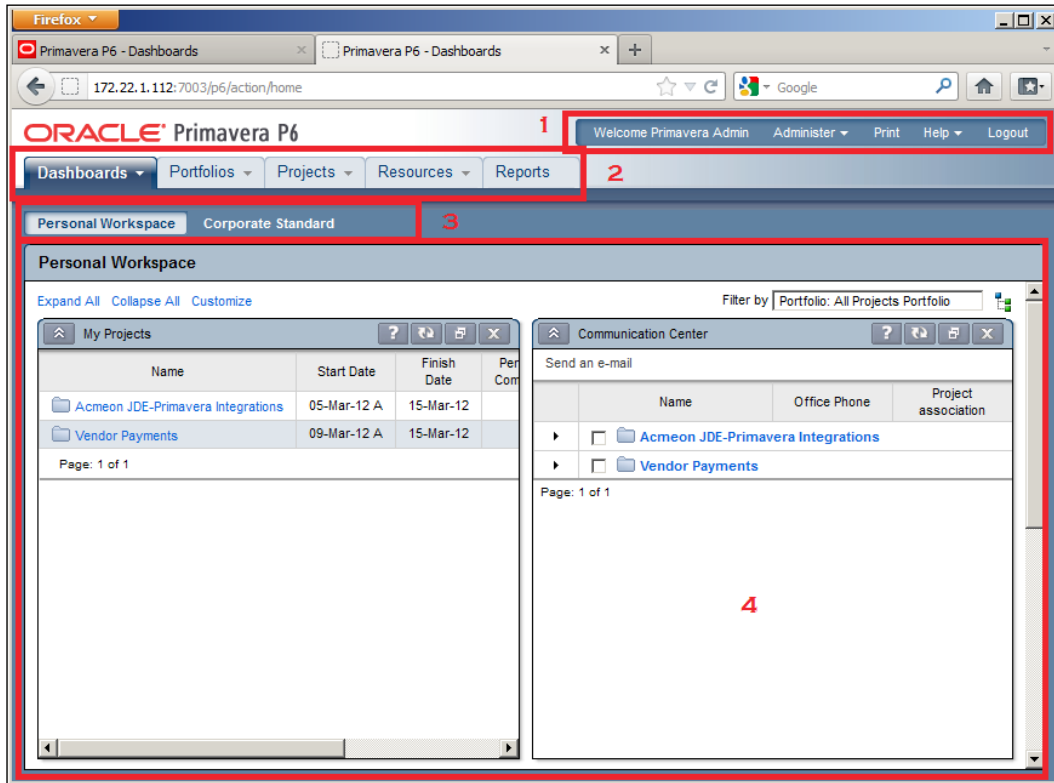 Firefox
Primavera P6 - Dashboards
Primavera P6 - Dashboards
172.22.1.112:7003/p6/action/home
Google
ORACLE Primavera P6
1
Welcome Primavera Admin Administer Print Help Logout
Dashboards Portfolios Projects Resources Reports
2
Personal Workspace Corporate Standard
3
Personal Workspace
Expand All Collapse All Customize
Filter by Portfolio: All Projects Portfolio
My Projects
Name Start Date Finish Date Per Com
Acmeon JDE-Primavera Integrations 05-Mar-12 A 15-Mar-12
Vendor Payments 09-Mar-12 A 15-Mar-12
Page: 1 of 1
Communication Center
Send an e-mail
Name Office Phone Project association
Acmeon JDE-Primavera Integrations
Vendor Payments
Page: 1 of 1
4